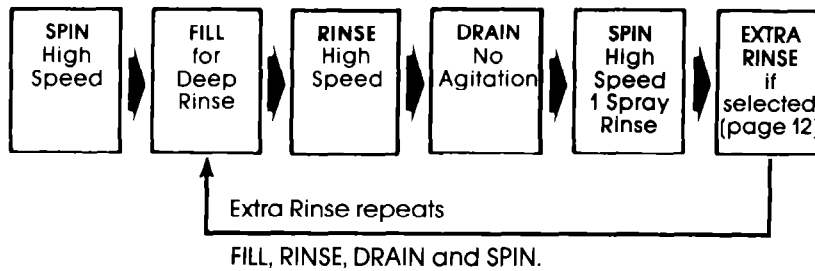 SPIN
High
Speed
FILL
for
Deep
Rinse
RINSE
High
Speed
DRAIN
No
Agitation
SPIN
High
Speed
1 Spray
Rinse
EXTRA
RINSE
if
selected
(page 12)
Extra Rinse repeats
FILL, RINSE, DRAIN and SPIN.